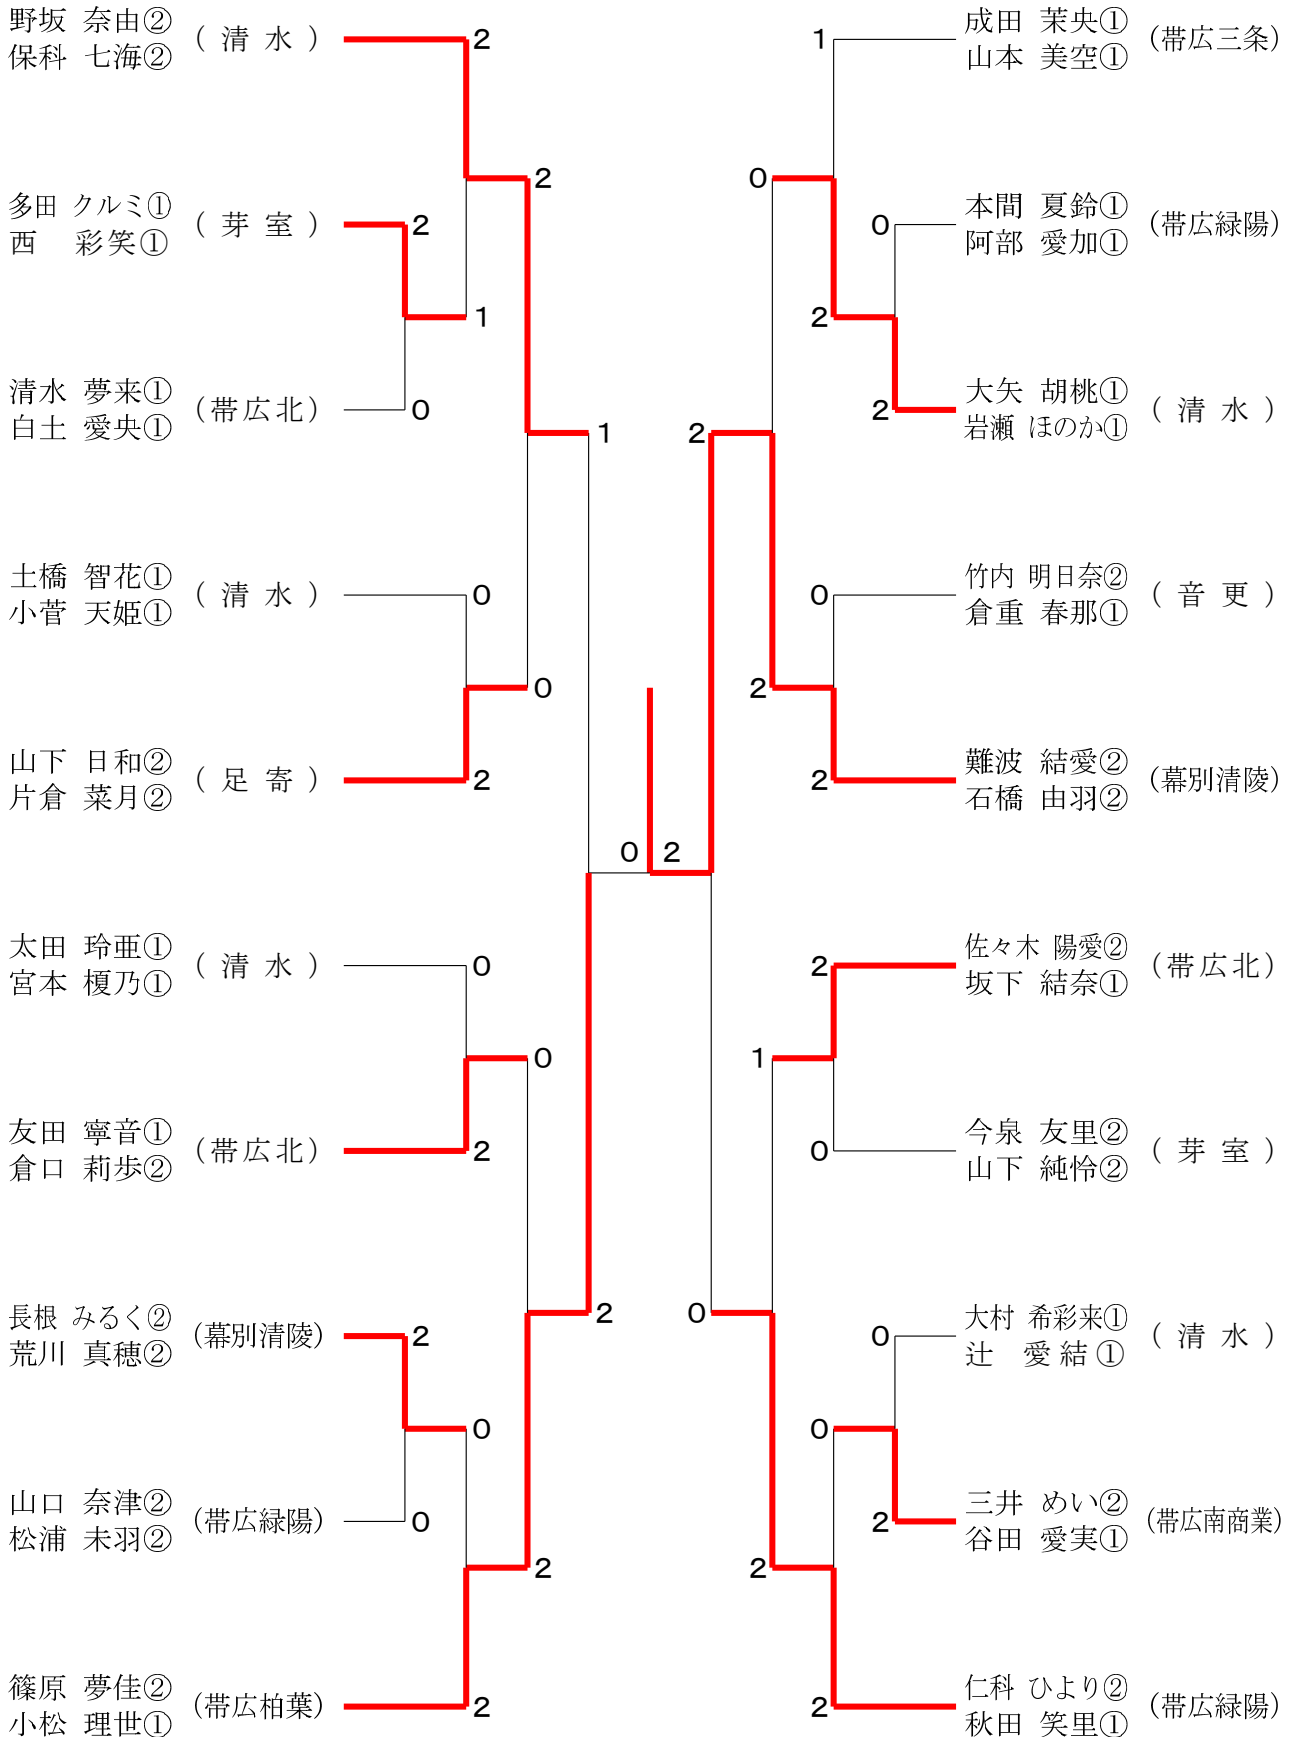 野坂 奈由②
保科 七海②
( 清 水 )
2
2
多田 クルミ①
西 彩笑①
( 芽 室 )
2
1
清水 夢来①
白土 愛央①
(帯広北)
0
1
土橋 智花①
小菅 天姫①
( 清 水 )
0
0
山下 日和②
片倉 菜月②
( 足 寄 )
2
0 2
太田 玲亜①
宮本 榎乃①
( 清 水 )
0
0
友田 寧音①
倉口 莉歩②
(帯広北)
2
2
長根 みるく②
荒川 真穂②
(幕別清陵)
2
0
山口 奈津②
松浦 未羽②
(帯広緑陽)
0
2
篠原 夢佳②
小松 理世①
(帯広柏葉)
2
1
成田 茉央①
山本 美空①
(帯広三条)
0
0
本間 夏鈴①
阿部 愛加①
(帯広緑陽)
2
2
大矢 胡桃①
岩瀬 ほのか①
( 清 水 )
2
0
竹内 明日奈②
倉重 春那①
( 音 更 )
2
2
難波 結愛②
石橋 由羽②
(幕別清陵)
2
佐々木 陽愛②
坂下 結奈①
(帯広北)
1
0
今泉 友里②
山下 純怜②
( 芽 室 )
0
0
大村 希彩来①
辻 愛結①
( 清 水 )
0
2
三井 めい②
谷田 愛実①
(帯広南商業)
2
2
仁科 ひより②
秋田 笑里①
(帯広緑陽)